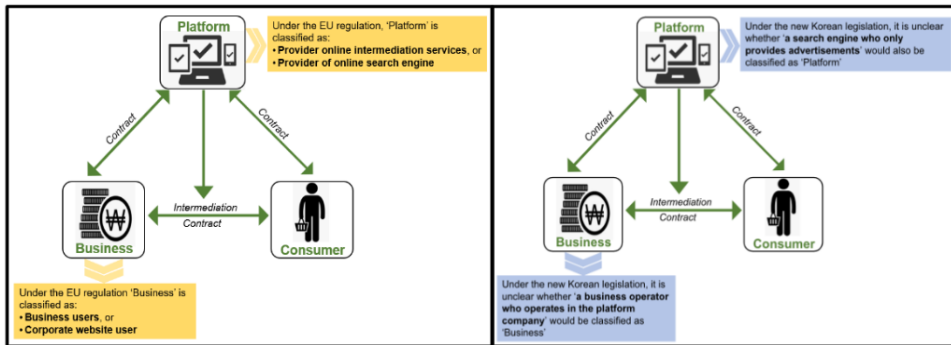 Platform
Under the EU regulation, 'Platform' is
classified as:
• Provider online intermediation services, or
• Provider of online search engine
Contract
Contract
Intermediation
Contract
Business
Consumer
Under the EU regulation 'Business' is
classified as:
• Business users, or
• Corporate website user
Platform
Under the new Korean legislation, it is unclear
whether 'a search engine who only
provides advertisements' would also be
classified as 'Platform'
Contract
Contract
Intermediation
Contract
Business
Consumer
Under the new Korean legislation, it is
unclear whether 'a business operator
who operates in the platform
company' would be classified as
'Business'